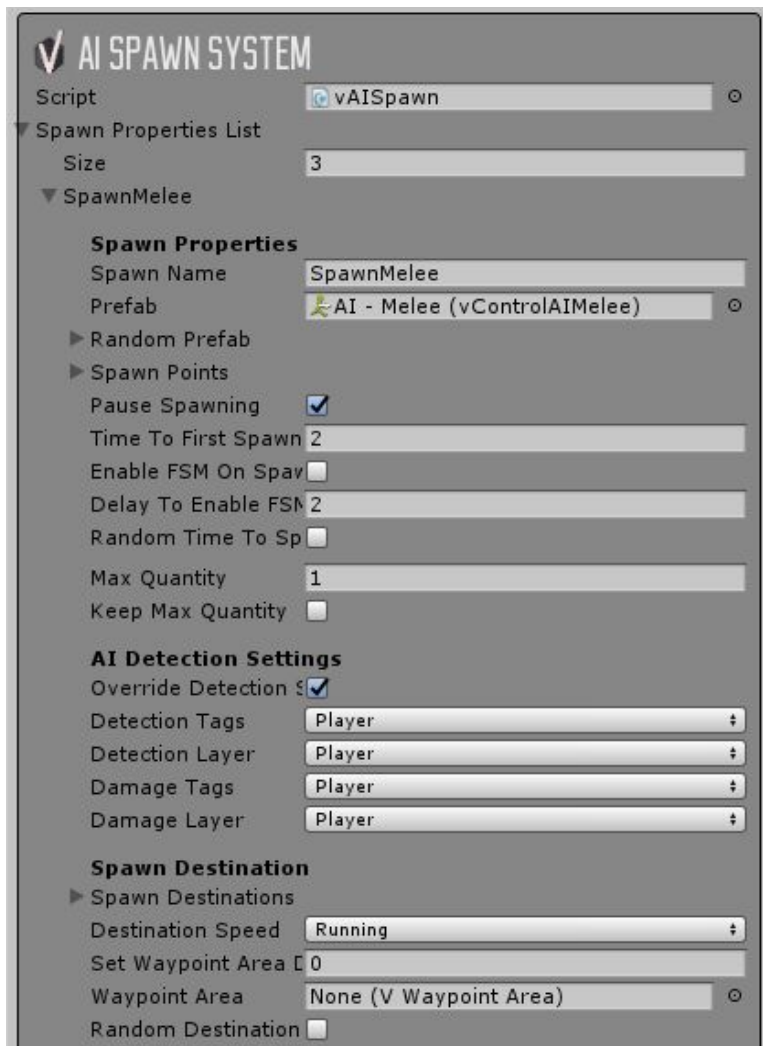 AI SPAWN SYSTEM
Script vAISpawn
Spawn Properties List
Size 3
SpawnMelee
Spawn Properties
Spawn Name SpawnMelee
Prefab AI - Melee (vControlAIMelee)
Random Prefab
Spawn Points
Pause Spawning
Time To First Spawn 2
Enable FSM On Spaw
Delay To Enable FSM 2
Random Time To Sp
Max Quantity 1
Keep Max Quantity
AI Detection Settings
Override Detection S
Detection Tags Player
Detection Layer Player
Damage Tags Player
Damage Layer Player
Spawn Destination
Spawn Destinations
Destination Speed Running
Set Waypoint Area D 0
Waypoint Area None (V Waypoint Area)
Random Destination